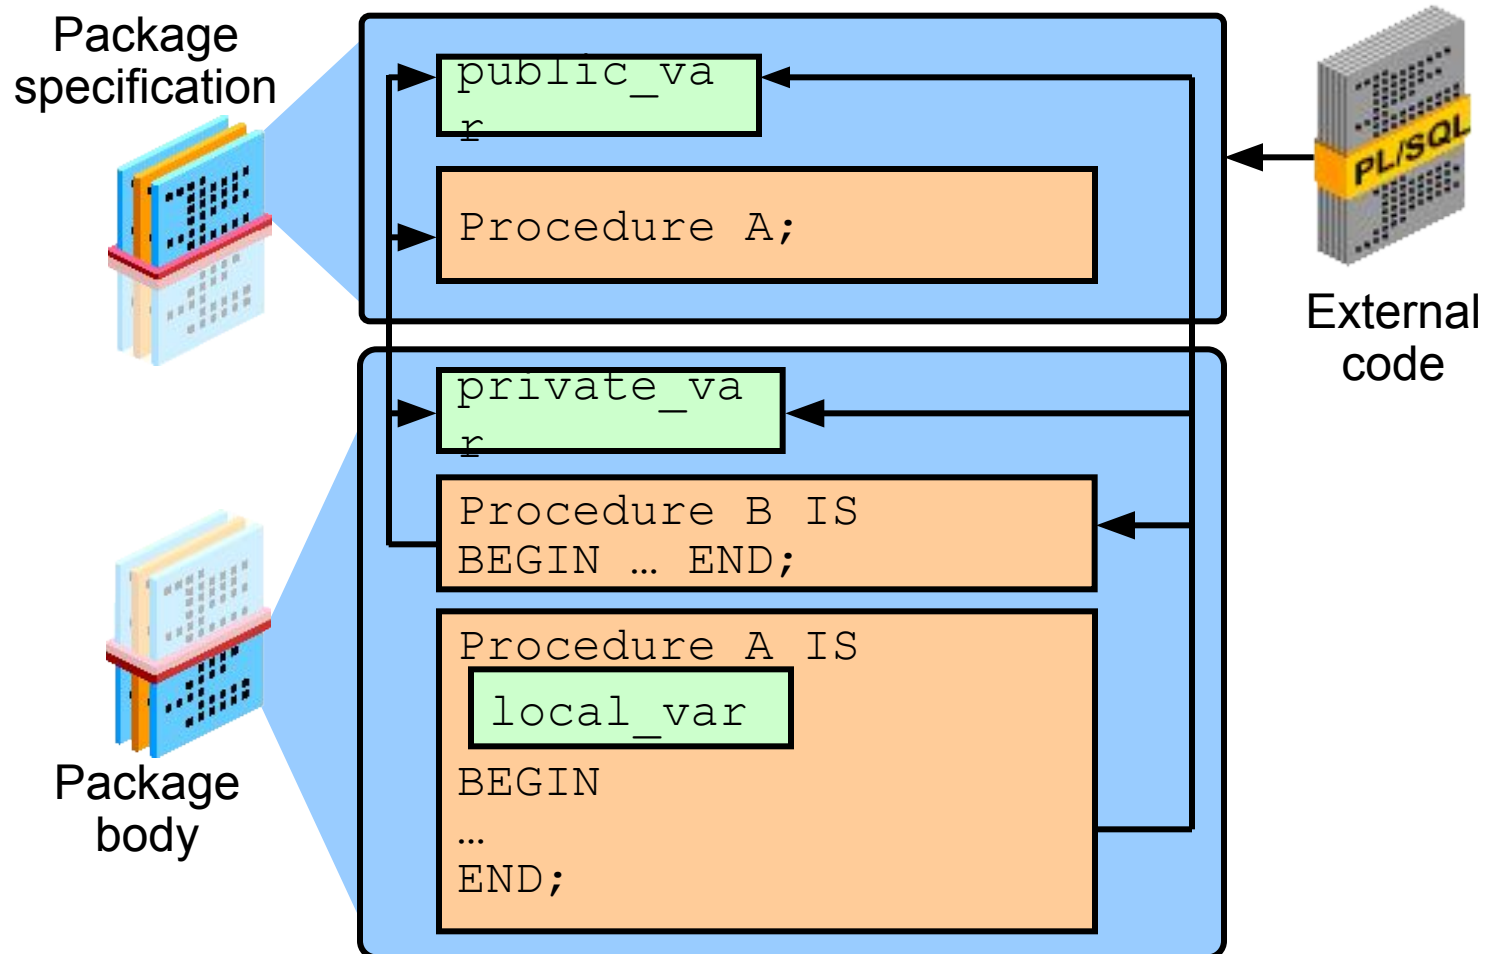 Package
specification
public_va
r
Procedure A;
PL/SQL
External
code
private_va
r
Procedure B IS
BEGIN … END;
Procedure A IS
local_var
BEGIN
…
END;
Package
body